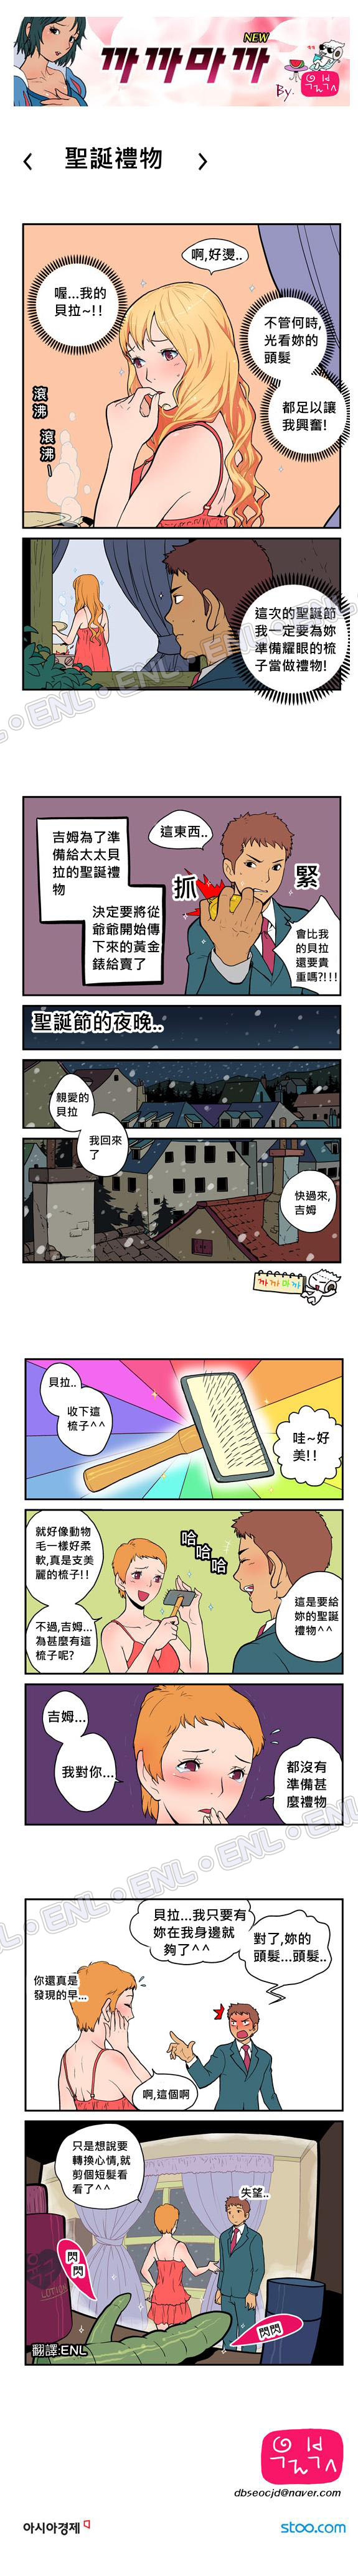 NEW
까까마까
By.
< 聖誕禮物 >
啊,好燙..
喔...我的
貝拉~!!
不管何時,
光看妳的
頭髮
都足以讓
我興奮!
滾沸
滾沸
這次的聖誕節
我一定要為妳
準備耀眼的梳
子當做禮物!
ENL
ENL
ENL
ENL
這東西..
吉姆為了準
備給太太貝
拉的聖誕禮
物
抓
緊
決定要將從
爺爺開始傳
下來的黃金
錶給賣了
會比我
的貝拉
還要貴
重嗎?!!!
聖誕節的夜晚..
親愛的
貝拉
我回來
了
快過來,
吉姆
까까마까
貝拉..
收下這
梳子^^
哇~好
美!!
就好像動物
毛一樣好柔
軟,真是支美
麗的梳子!!
哈
哈
哈
這是要給
妳的聖誕
禮物^^
不過,吉姆...
為甚麼有這
梳子呢?
吉姆...
我對你...
都沒有
準備甚
麼禮物
ENL
ENL
ENL
ENL
ENL
貝拉...我只要有
妳在我身邊就
夠了^^
對了,妳的
頭髮...頭髮..
你還真是
發現的早...
啊,這個啊
只是想說要
轉換心情,就
剪個短髮看
看了^^
失望..
閃
閃
LOTION
閃閃
翻譯:ENL
dbseocjd@naver.com
아시아경제
stoo.com